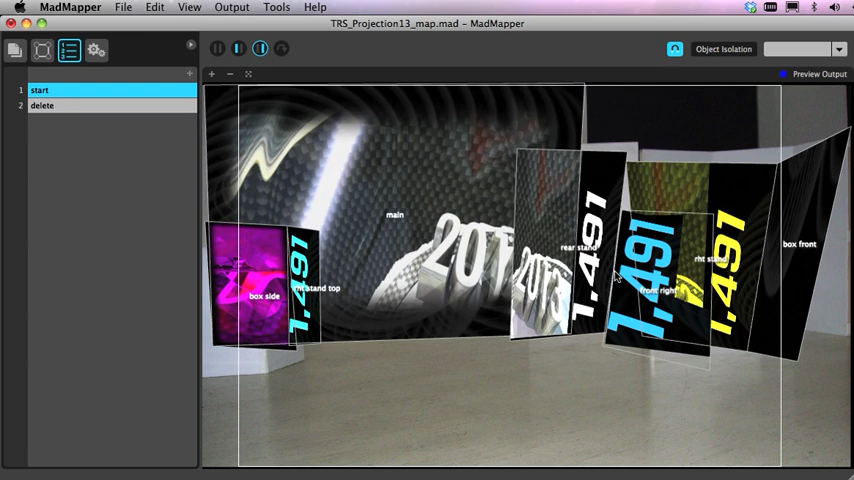 MadMapper File Edit View Output Tools Help
TRS_Projection13_map.mad – MadMapper
Object Isolation
Preview Output
1 start
2 delete
main
2013
1,491
rear stand
box front
rht stand
front right
1,491
1,491
box side
rht stand top
1,491
2013